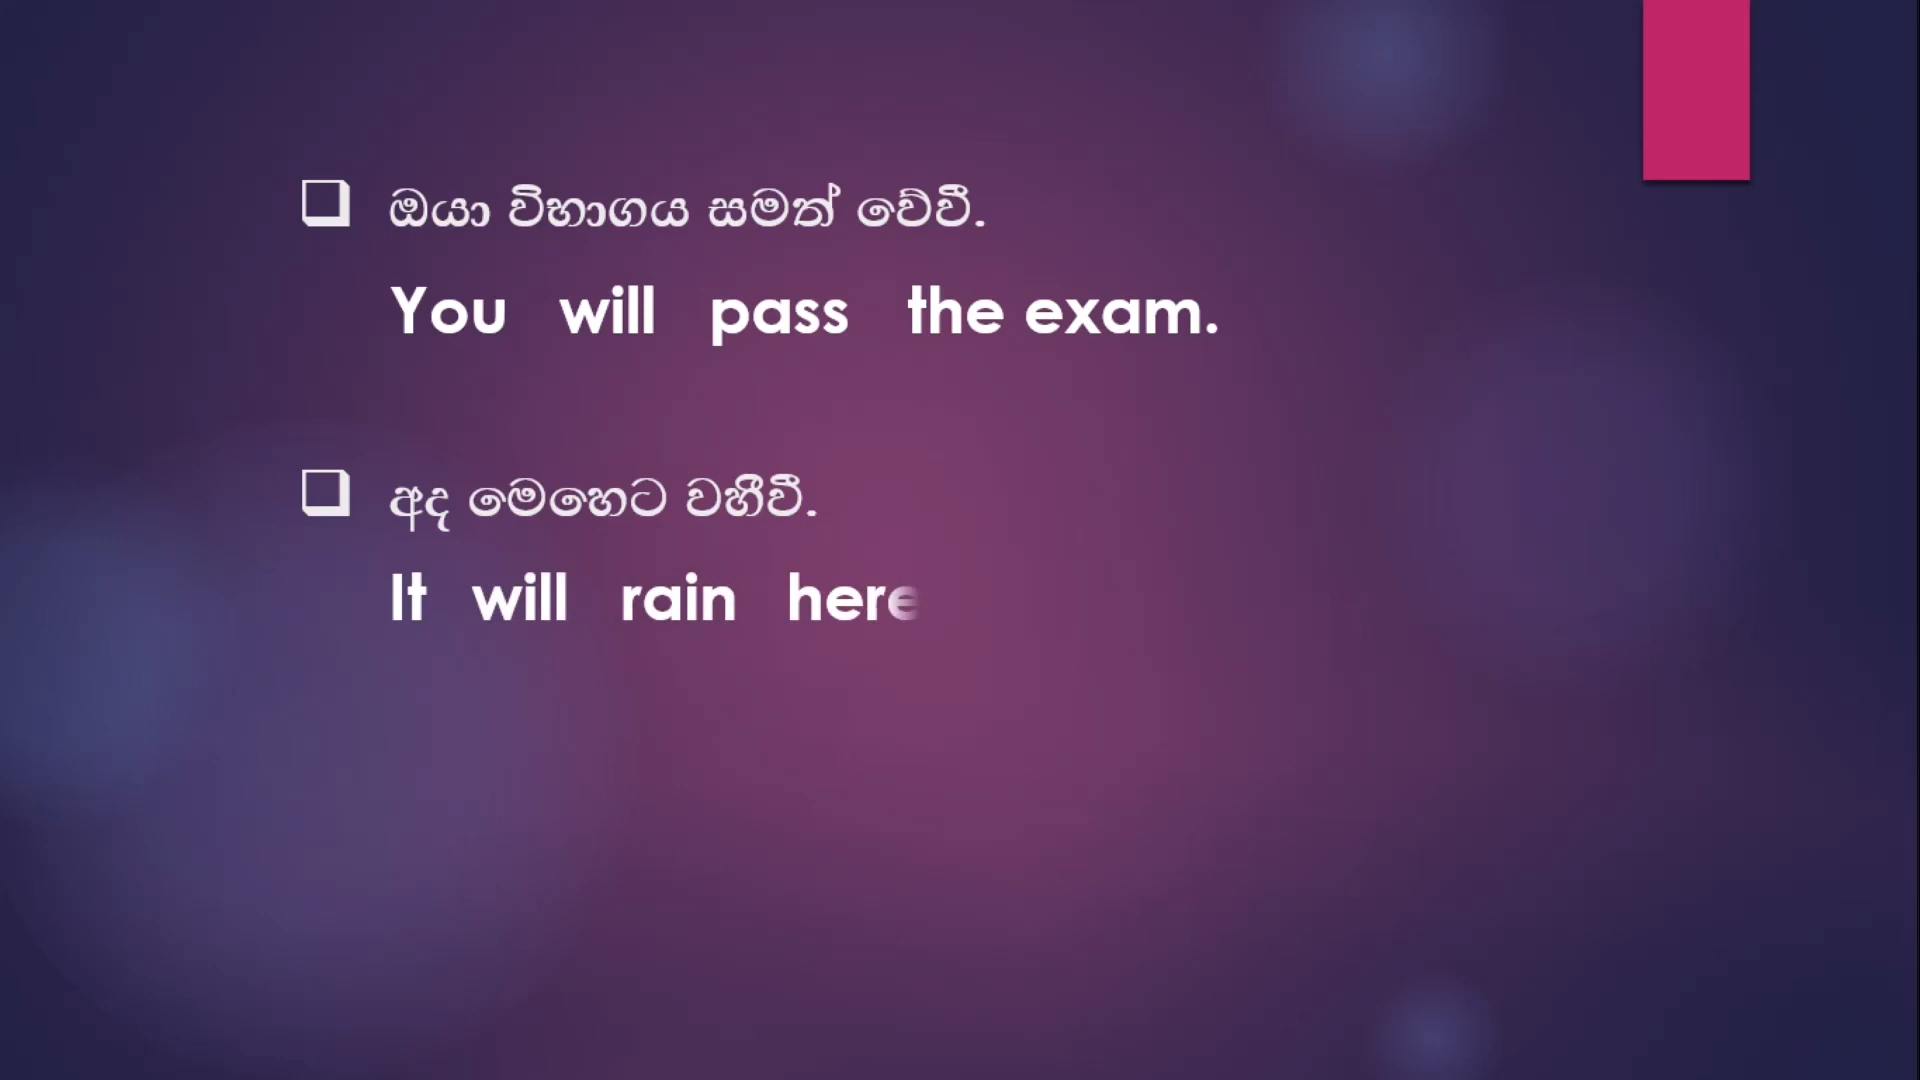 ඔයා විභාගය සමත් වේවී.
You will pass the exam.
අද මෙහෙට වහීවී.
It will rain here